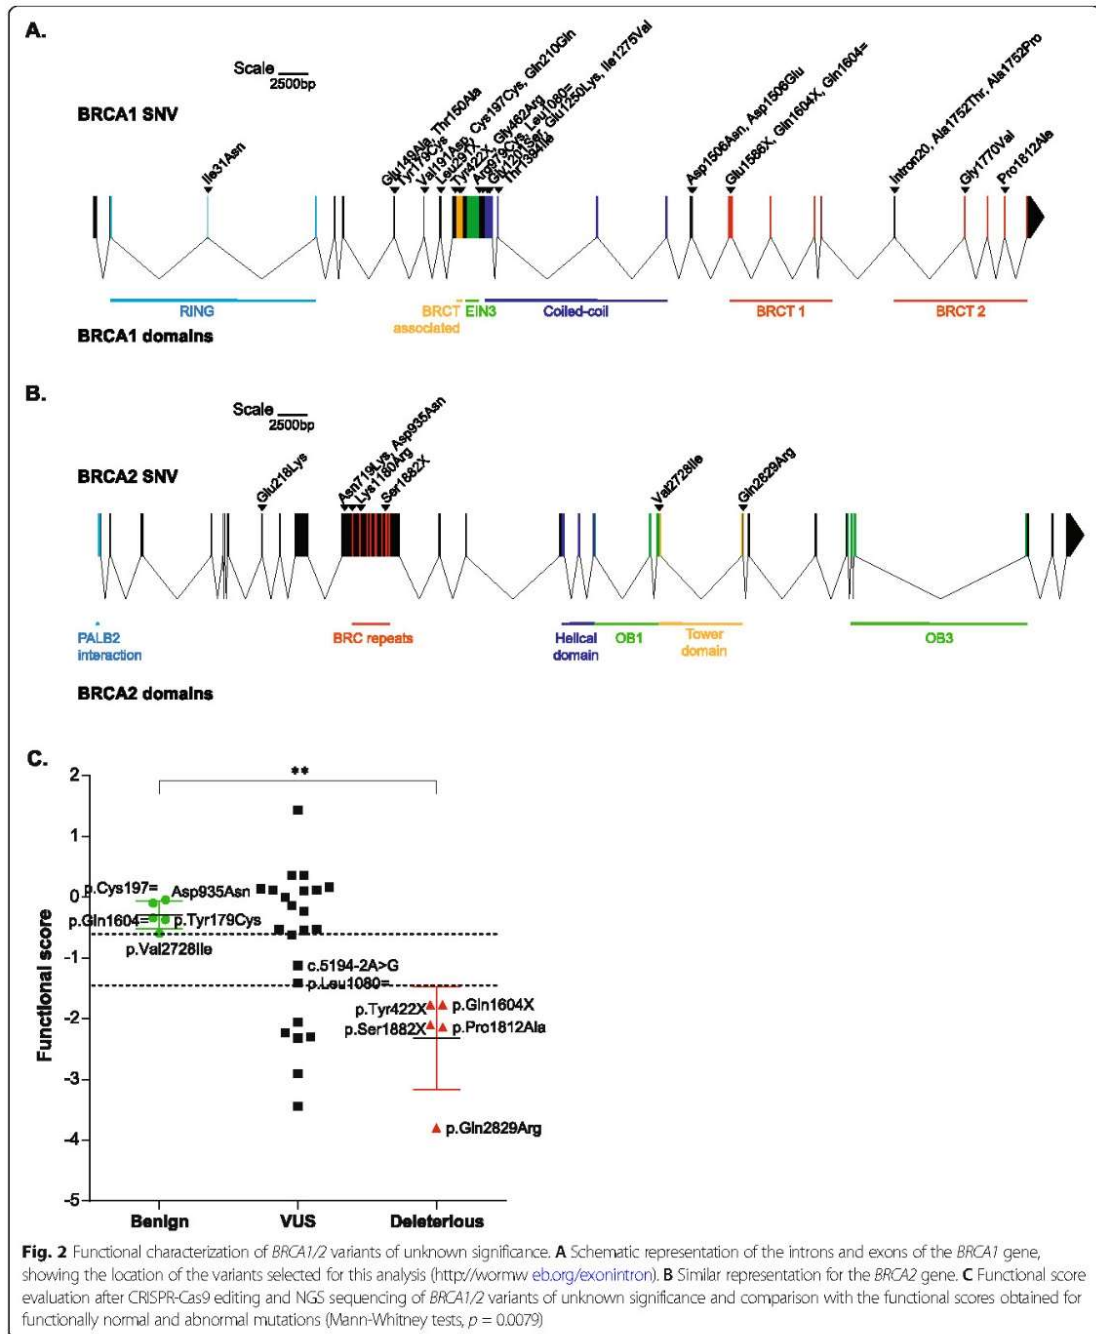 A.
Scale
2500bp
BRCA1 SNV
Ile31Asn
Glu149Ala, Thr150Ala
Tyr179Cys
Val191Asp, Cys197Cys, Gln210Gln
Leu291X
Tyr422X, Gly462Arg
Arg979Cys, Leu1080=
Gly1201Ser, Glu1250Lys, Ile1275Val
Thr1394Ile
Asp1506Asn, Asp1506Glu
Glu1586X, Gln1604X, Gln1604=
Intron20, Ala1752Thr, Ala1752Pro
Gly1770Val
Pro1812Ala
RING
BRCT
associated
EIN3
Coiled-coil
BRCT 1
BRCT 2
BRCA1 domains
B.
Scale
2500bp
BRCA2 SNV
Glu218Lys
Asn719Lys, Asp935Asn
Lys1180Arg
Ser1882X
Val2728Ile
Gln2829Arg
PALB2
interaction
BRC repeats
Helical
domain
OB1
Tower
domain
OB3
BRCA2 domains
C.
Functional score
2
1
0
-1
-2
-3
-4
-5
**
p.Cys197=
Asp935Asn
p.Gln1604=
p.Tyr179Cys
p.Val2728Ile
c.5194-2A>G
p.Leu1080=
p.Tyr422X
p.Gln1604X
p.Ser1882X
p.Pro1812Ala
p.Gln2829Arg
Benign
VUS
Deleterious
Fig. 2 Functional characterization of BRCA1/2 variants of unknown significance. A Schematic representation of the introns and exons of the BRCA1 gene,
showing the location of the variants selected for this analysis (http://wormw eb.org/exonintron). B Similar representation for the BRCA2 gene. C Functional score
evaluation after CRISPR-Cas9 editing and NGS sequencing of BRCA1/2 variants of unknown significance and comparison with the functional scores obtained for
functionally normal and abnormal mutations (Mann-Whitney tests, p = 0.0079)